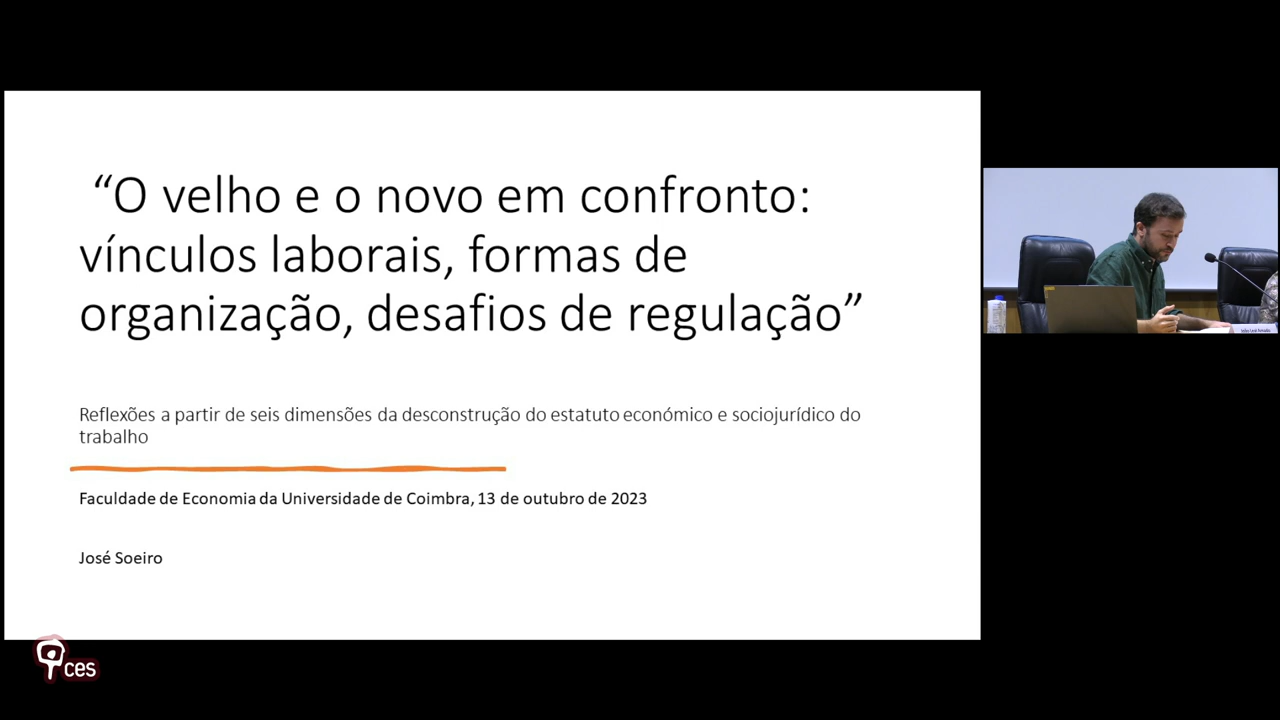 “O velho e o novo em confronto:
vínculos laborais, formas de
organização, desafios de regulação”
Reflexões a partir de seis dimensões da desconstrução do estatuto económico e sociojurídico do
trabalho
Faculdade de Economia da Universidade de Coimbra, 13 de outubro de 2023
José Soeiro
ces